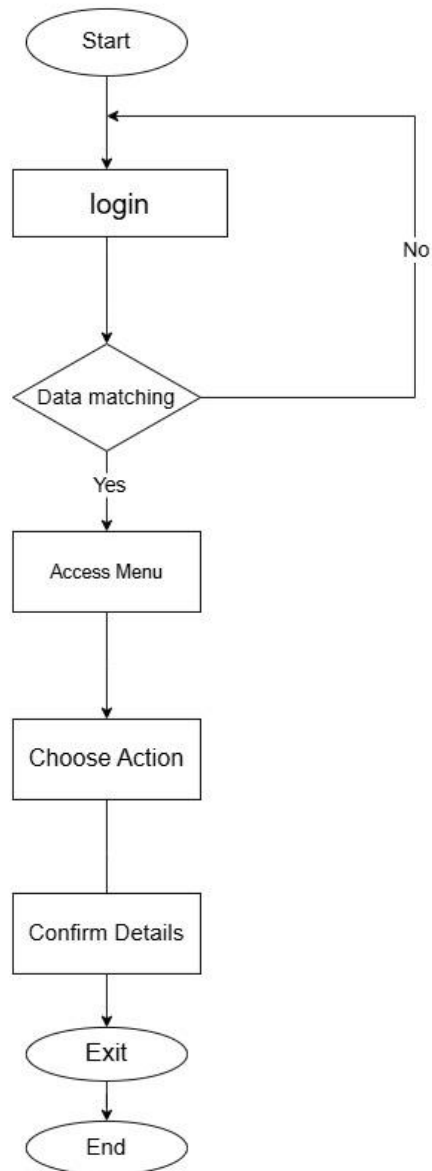 Start
login
No
Data matching
Yes
Access Menu
Choose Action
Confirm Details
Exit
End